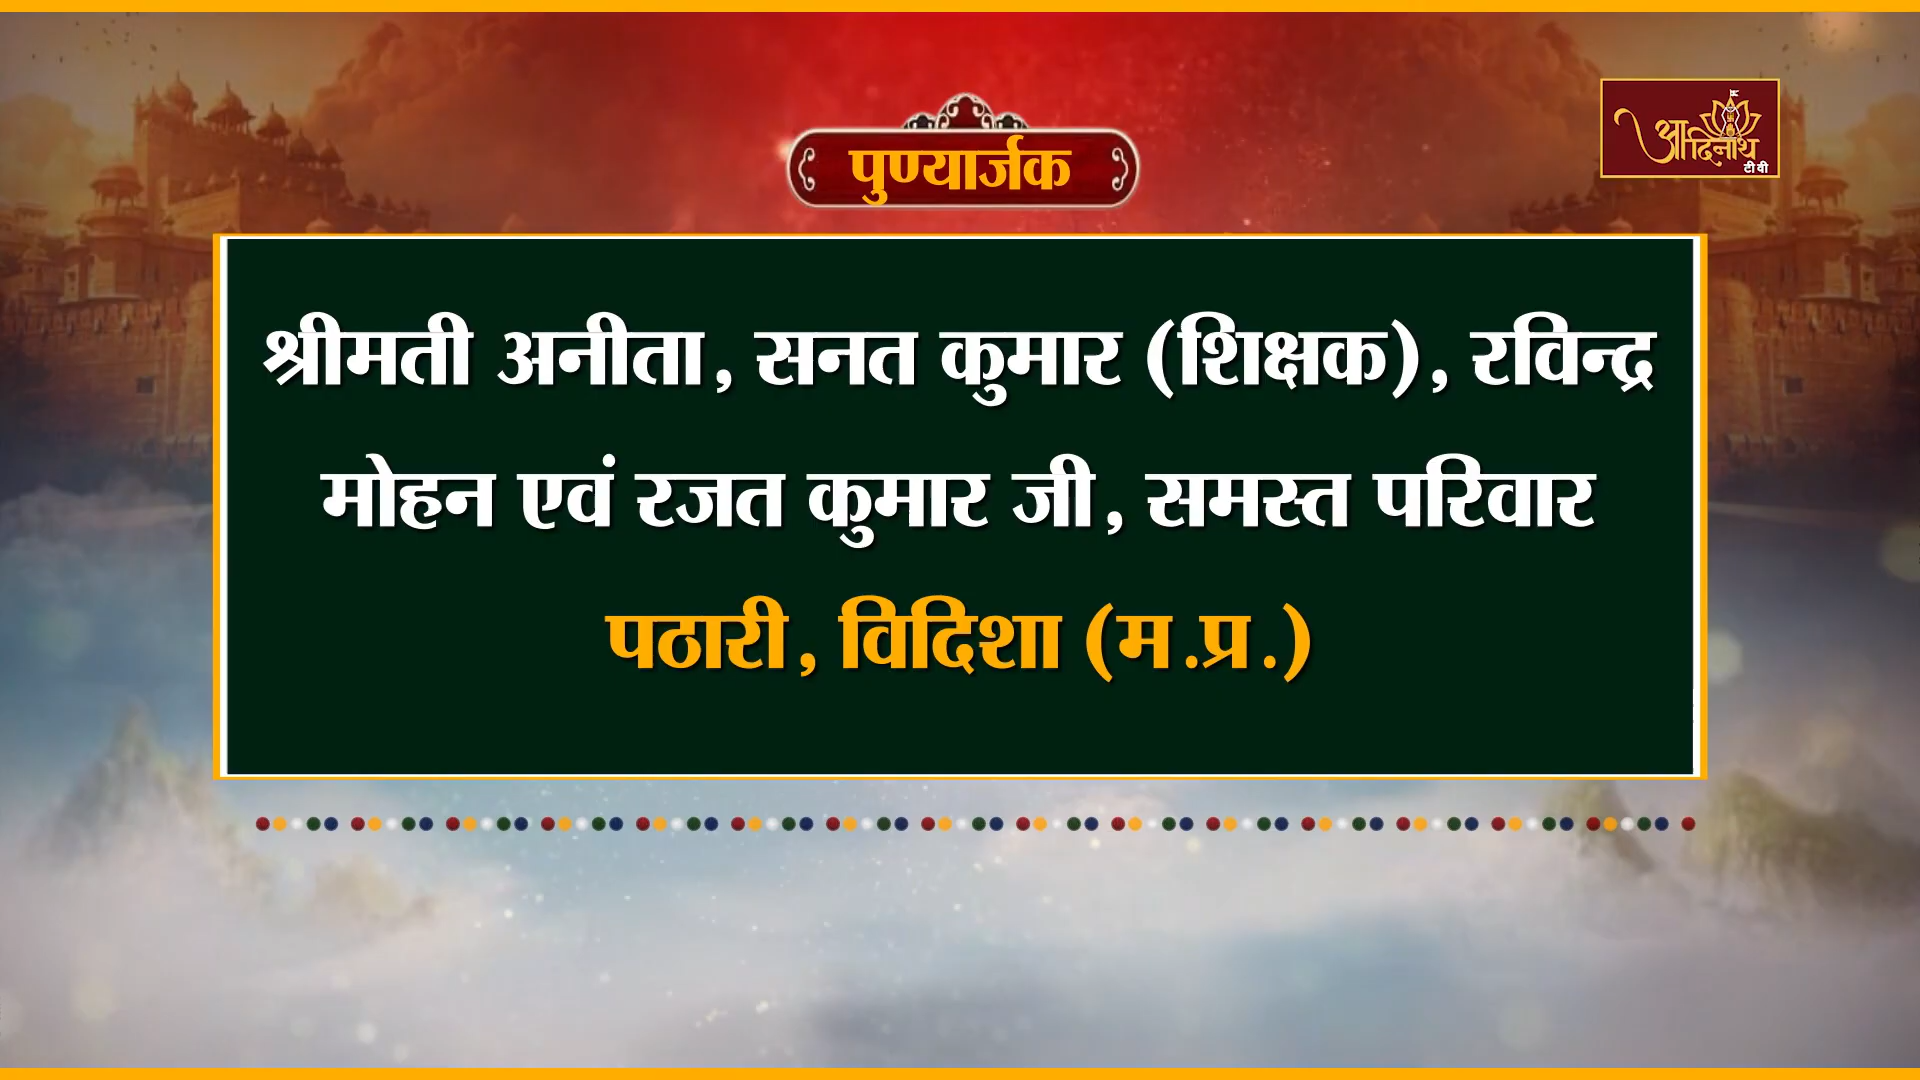 पुण्यार्जक
आदिनाथ
टीवी
श्रीमती अनीता, सनत कुमार (शिक्षक), रविन्द्र
मोहन एवं रजत कुमार जी, समस्त परिवार
पठारी, विदिशा (म.प्र.)